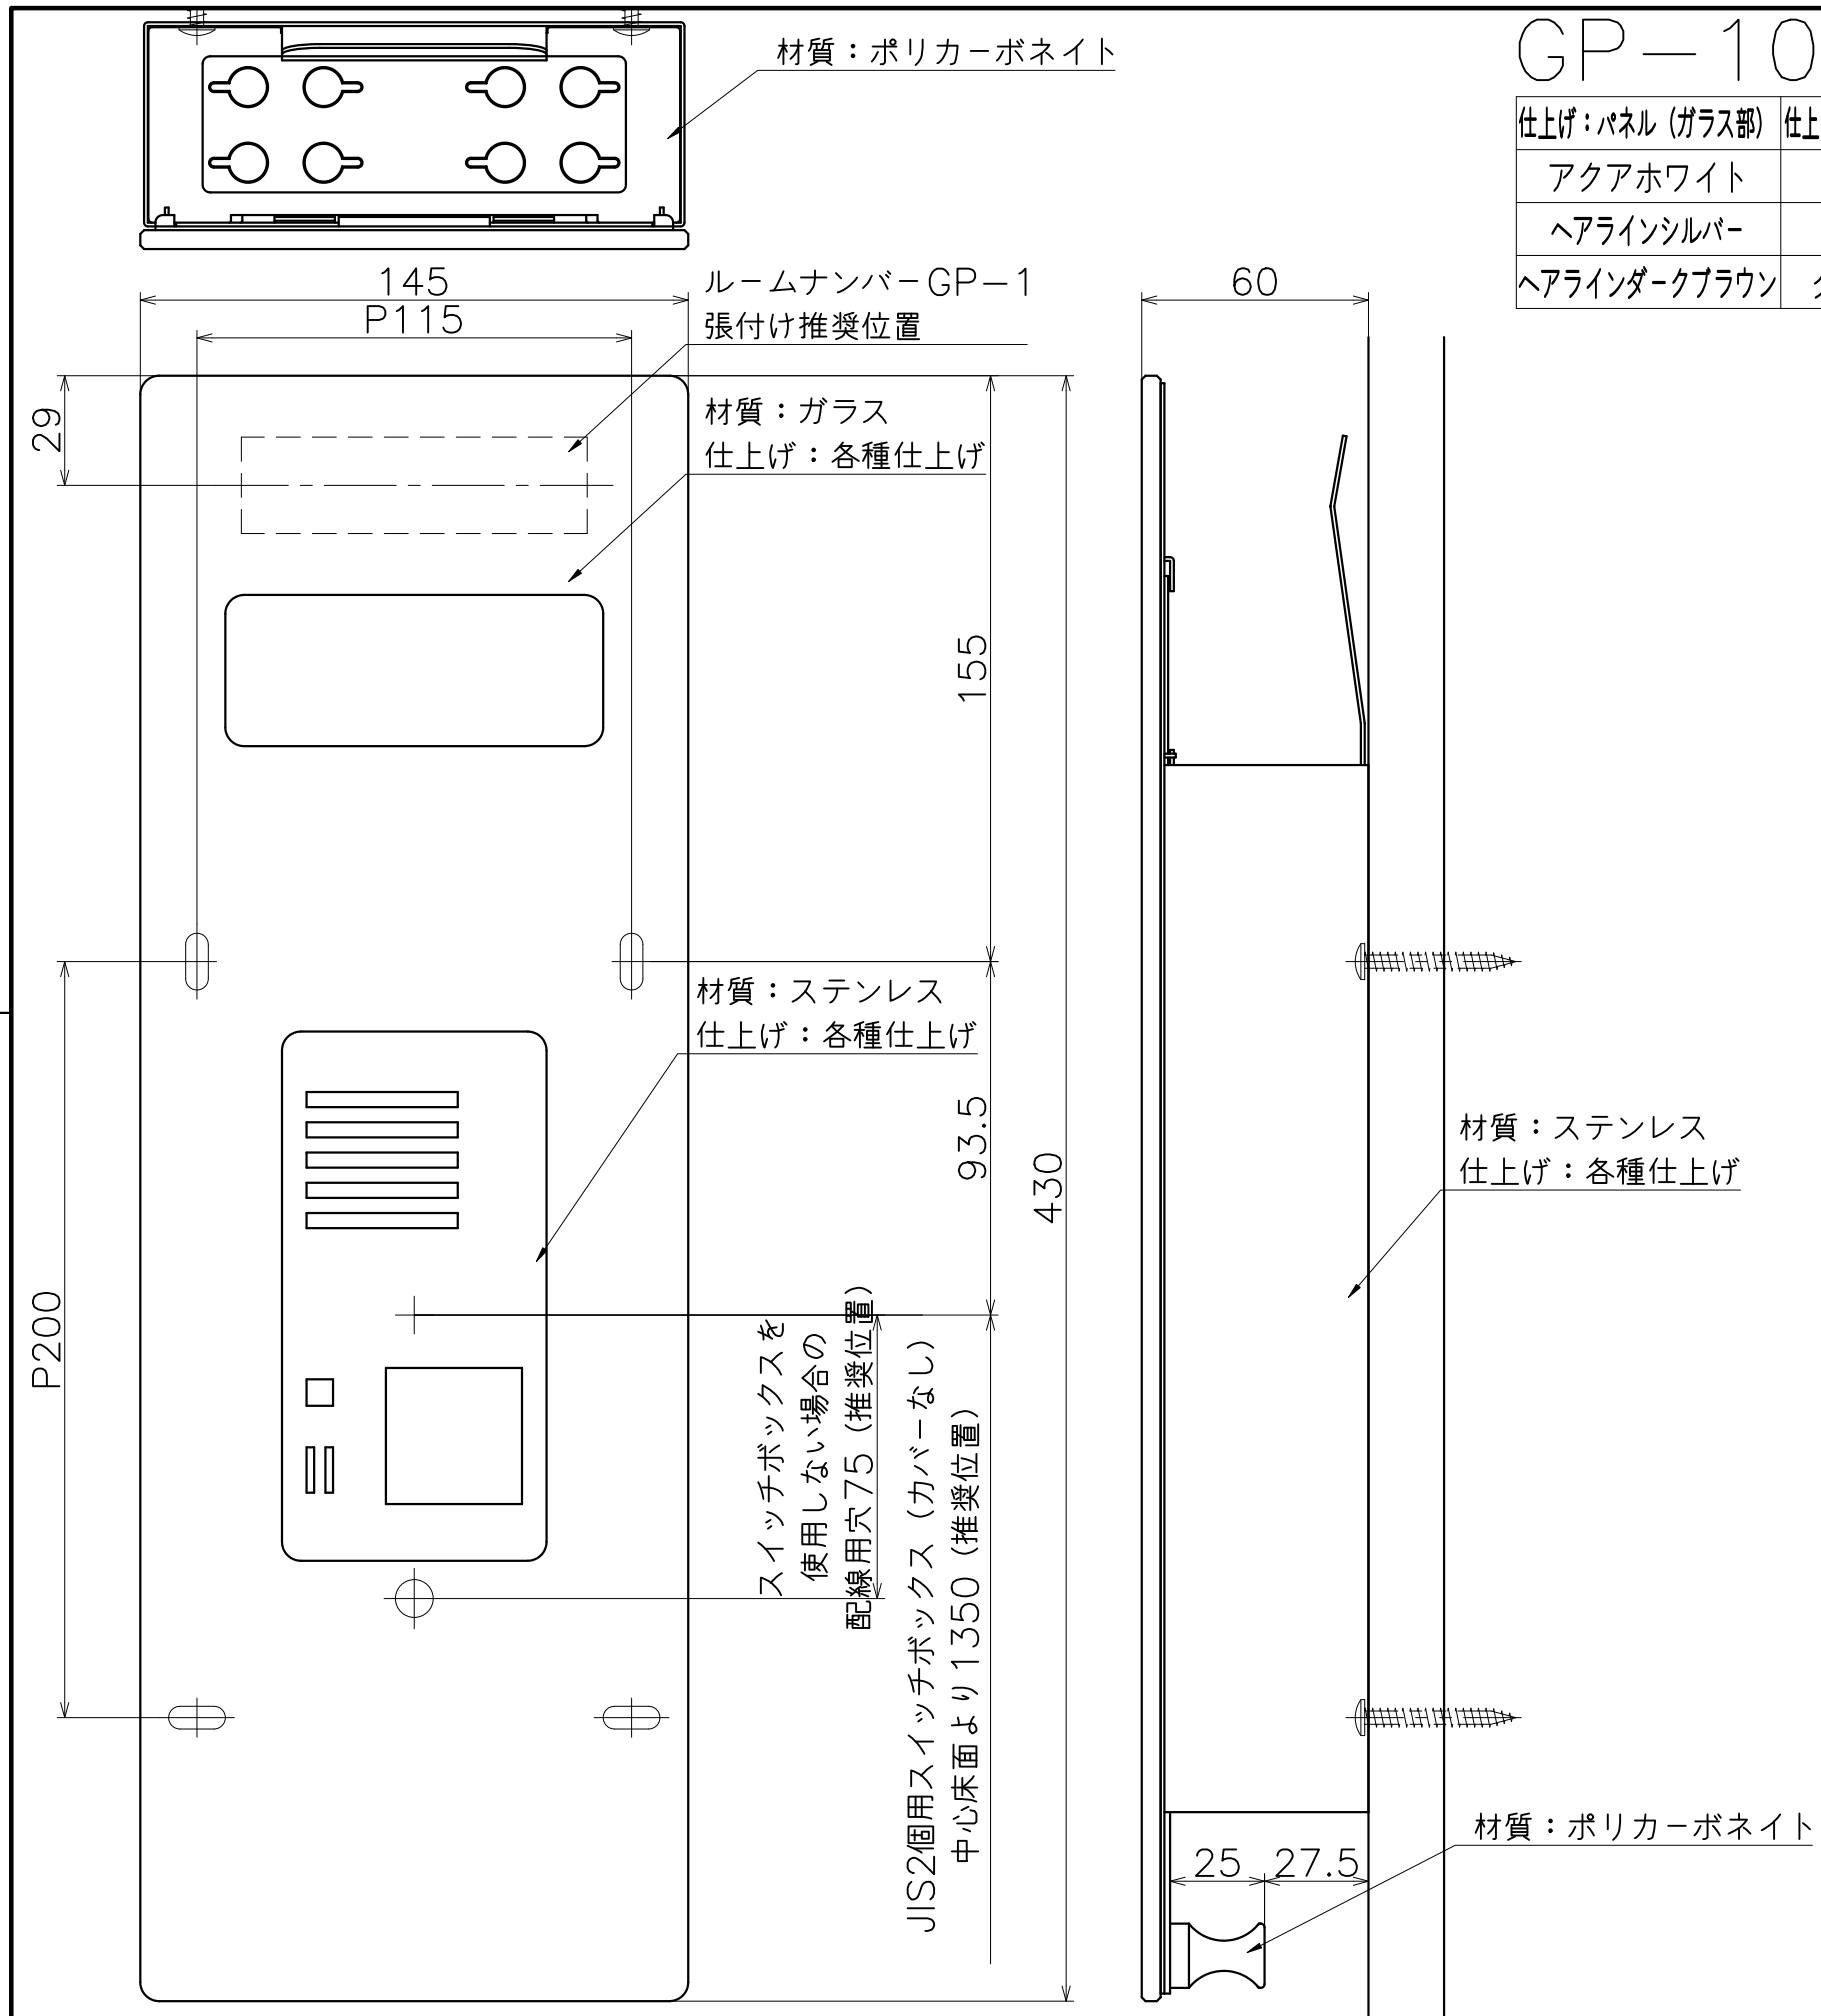 GP−10
材質：ポリカーボネイト
仕上げ：パネル（ガラス部）
仕上
アクアホワイト
ヘアラインシルバー
ヘアラインダークブラウン
145
P115
ルームナンバーGP−1
張付け推奨位置
60
29
材質：ガラス
仕上げ：各種仕上げ
155
材質：ステンレス
仕上げ：各種仕上げ
93.5
430
材質：ステンレス
仕上げ：各種仕上げ
P200
スイッチボックスを
使用しない場合の
配線用穴75（推奨位置）
JIS2個用スイッチボックス（カバーなし）
中心床面より1350（推奨位置）
材質：ポリカーボネイト
25
27.5